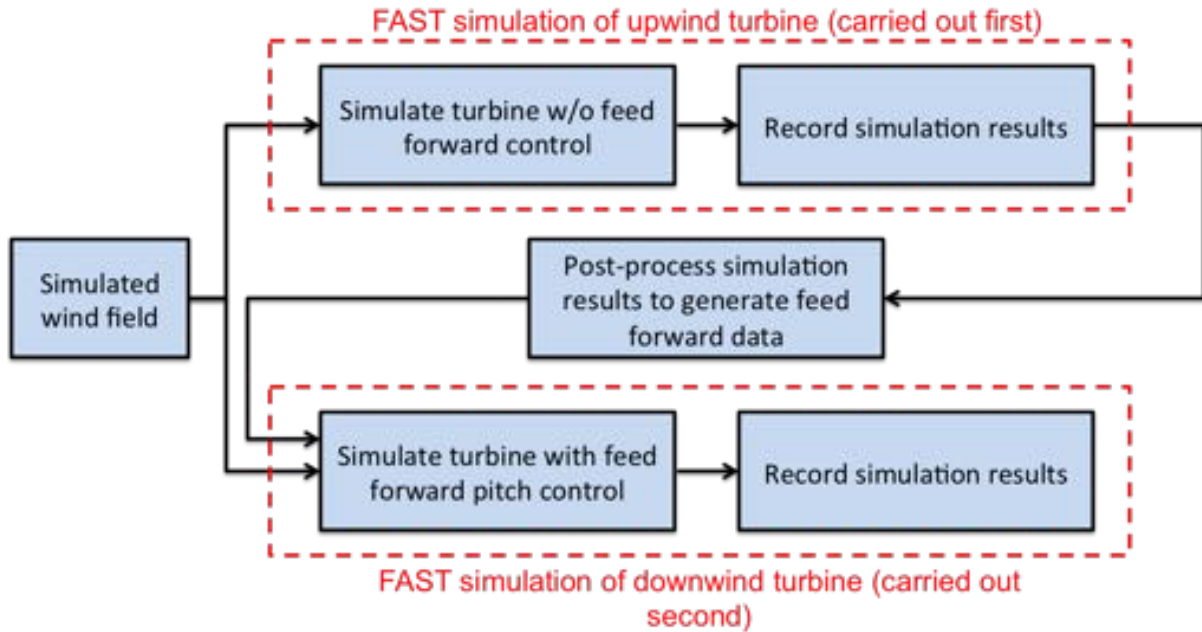 FAST simulation of upwind turbine (carried out first)
Simulate turbine w/o feed
forward control
Record simulation results
Simulated
wind field
Post-process simulation
results to generate feed
forward data
Simulate turbine with feed
forward pitch control
Record simulation results
FAST simulation of downwind turbine (carried out
second)